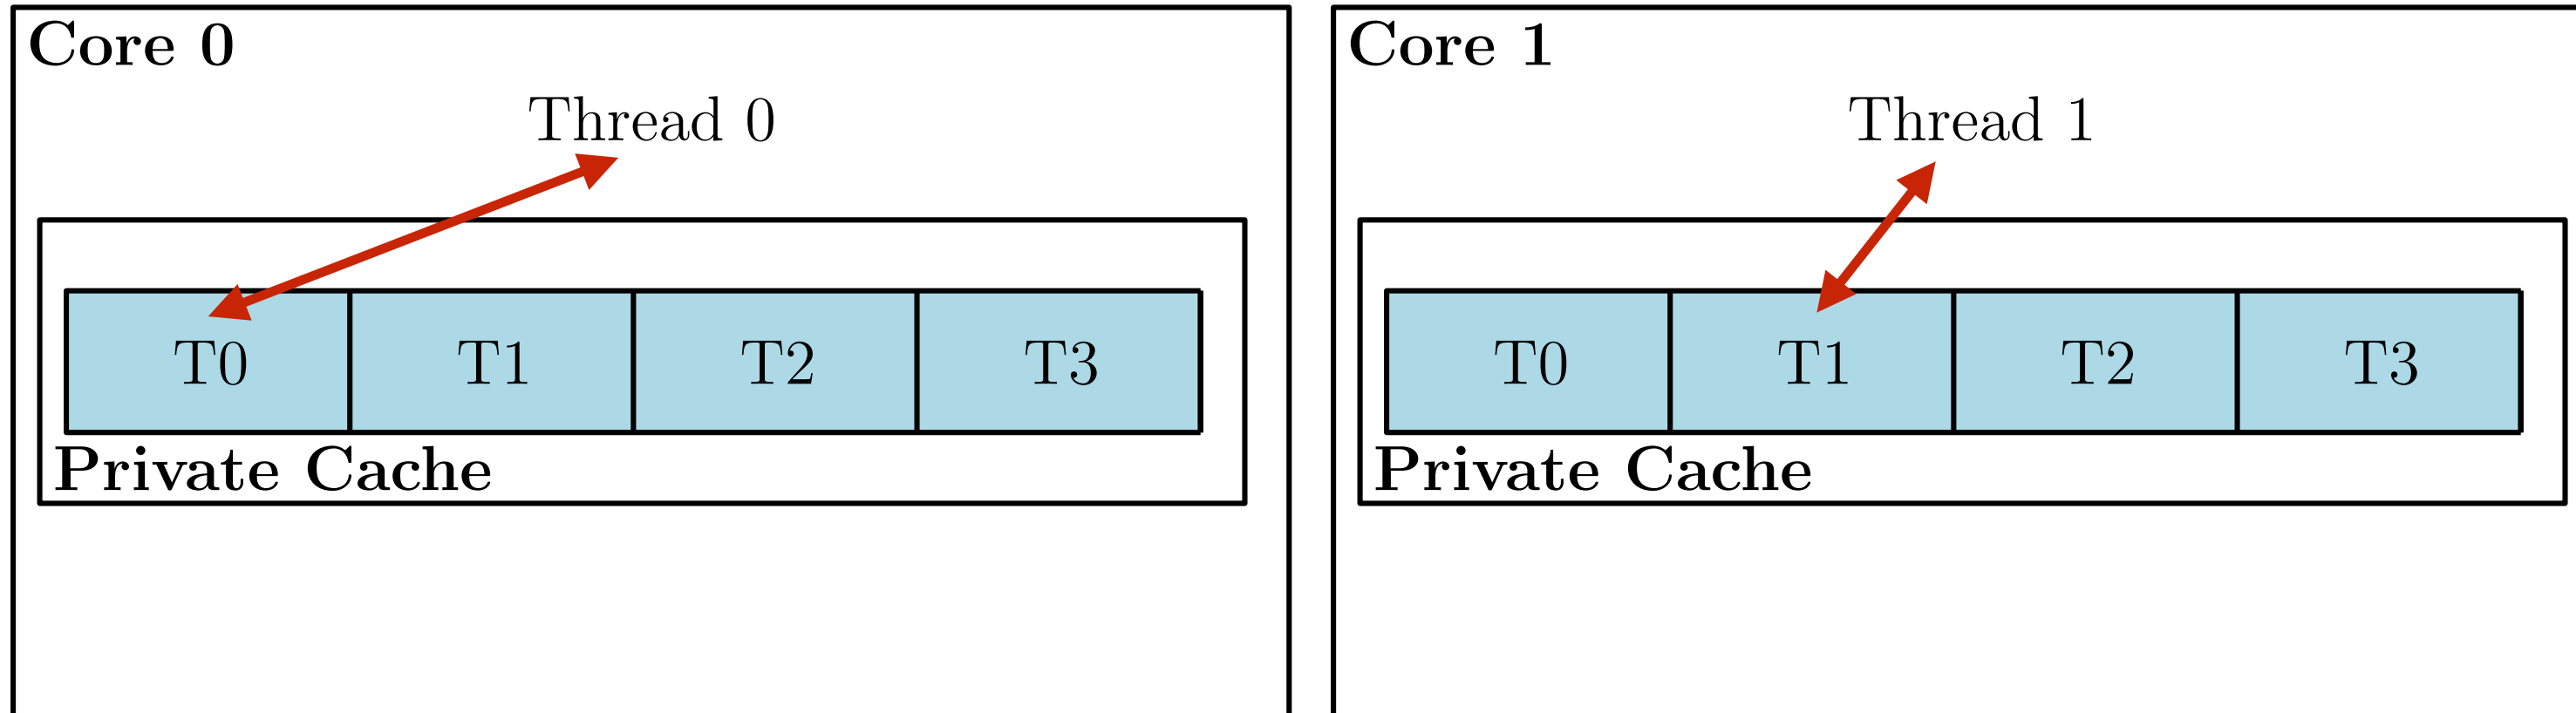 Core 0
Thread 0
T0 T1 T2 T3
Private Cache
Core 1
Thread 1
T0 T1 T2 T3
Private Cache